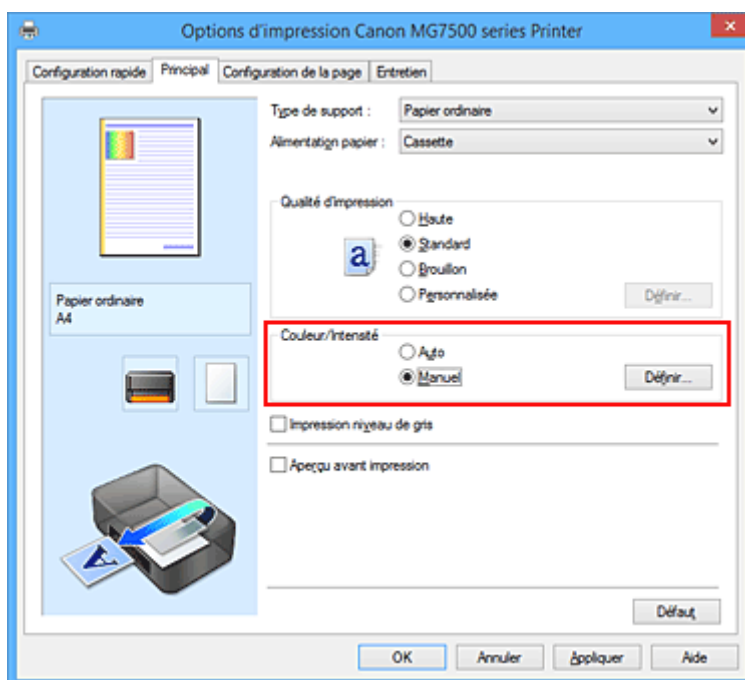 Options d'impression Canon MG7500 series Printer
Configuration rapide Principal Configuration de la page Entretien
Type de support : Papier ordinaire
Alimentation papier : Cassette
Qualité d'impression
Haute
Standard
Brouillon
Personnalisée Définir...
Papier ordinaire
A4
Couleur/Intensité
Auto
Manuel Définir...
Impression niveau de gris
Aperçu avant impression
Défaut
OK Annuler Appliquer Aide
a
A